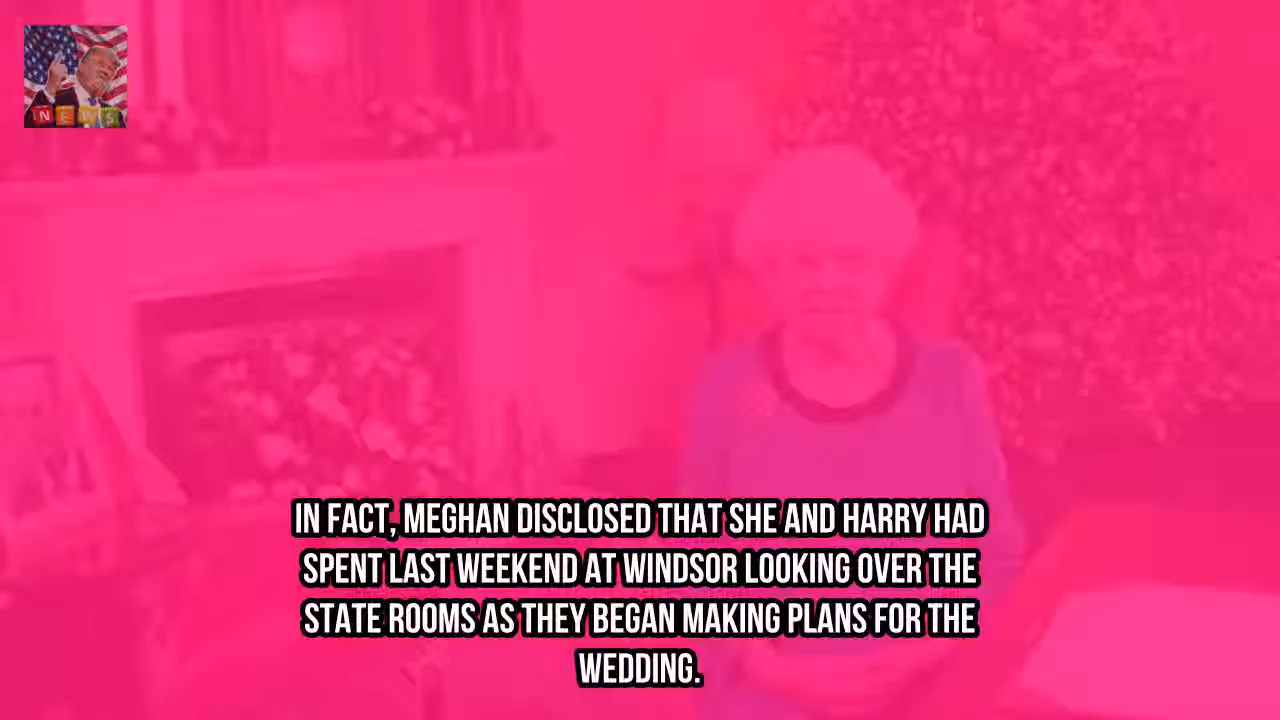 NEWS
IN FACT, MEGHAN DISCLOSED THAT SHE AND HARRY HAD
SPENT LAST WEEKEND AT WINDSOR LOOKING OVER THE
STATE ROOMS AS THEY BEGAN MAKING PLANS FOR THE
WEDDING.